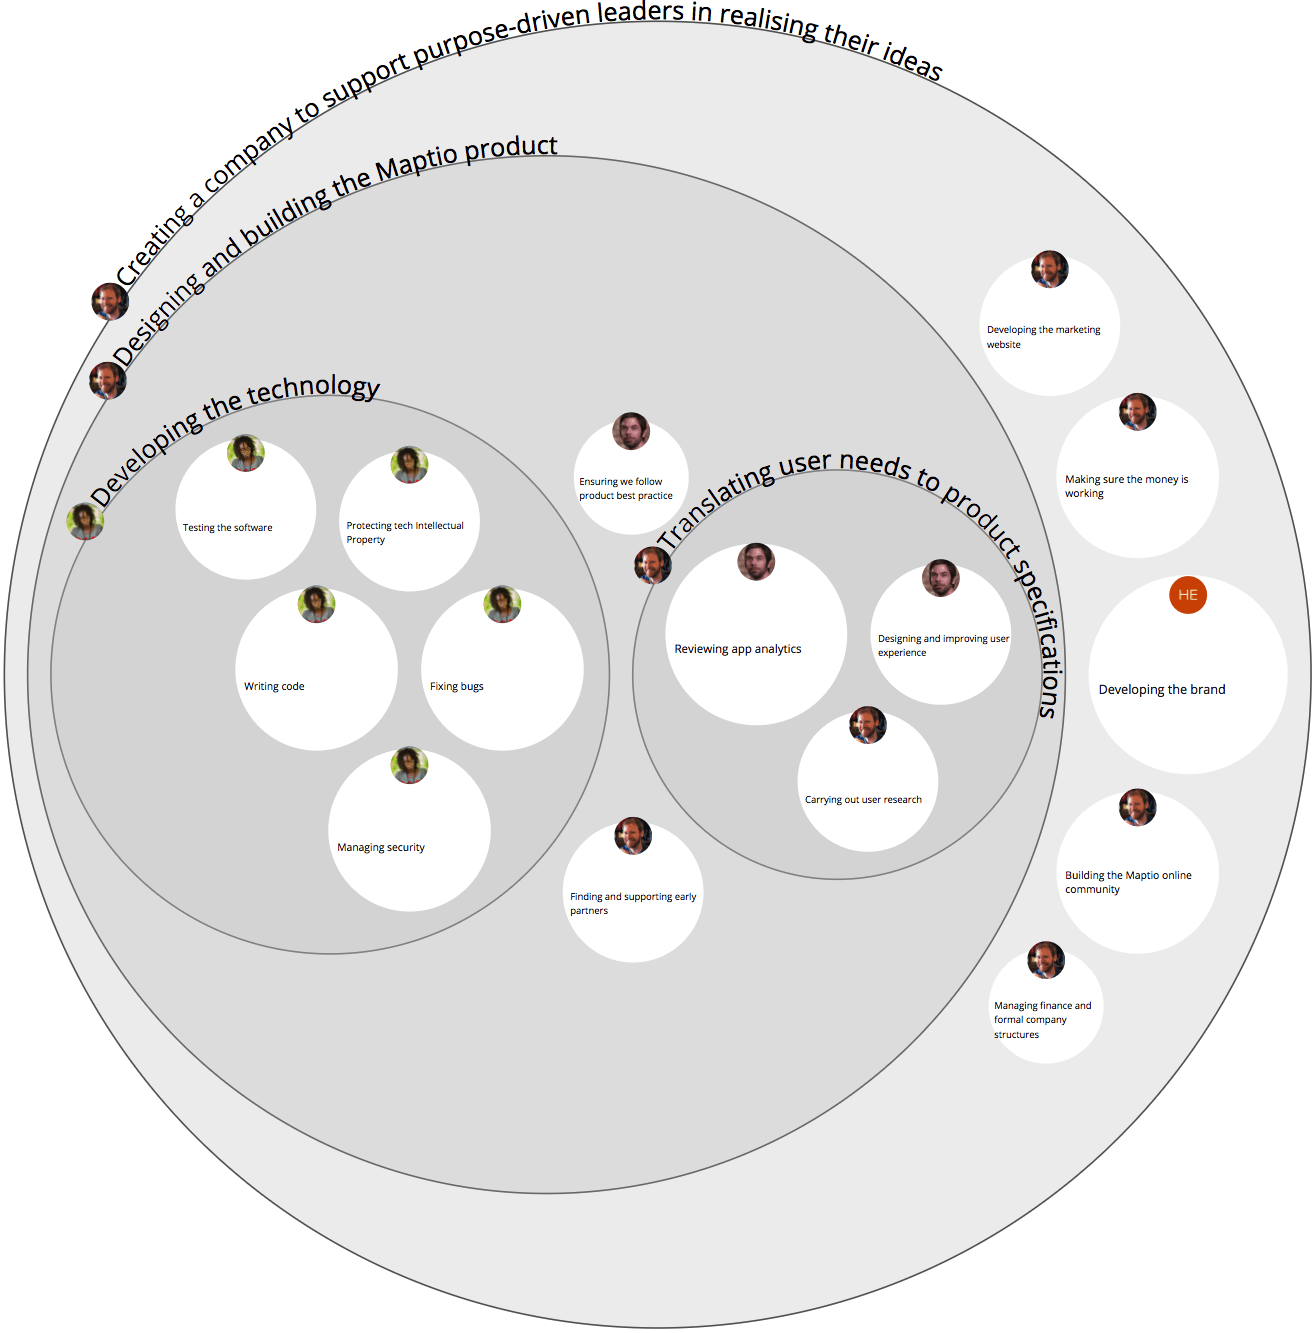 Creating a company to support purpose-driven leaders in realising their ideas
Designing and building the Maptio product
Developing the technology
Testing the software
Protecting tech Intellectual
Property
Writing code
Fixing bugs
Managing security
Ensuring we follow
product best practice
Translating user needs to product specifications
Reviewing app analytics
Designing and improving user
experience
Carrying out user research
Finding and supporting early
partners
Developing the marketing
website
Making sure the money is
working
HE
Developing the brand
Building the Maptio online
community
Managing finance and
formal company
structures